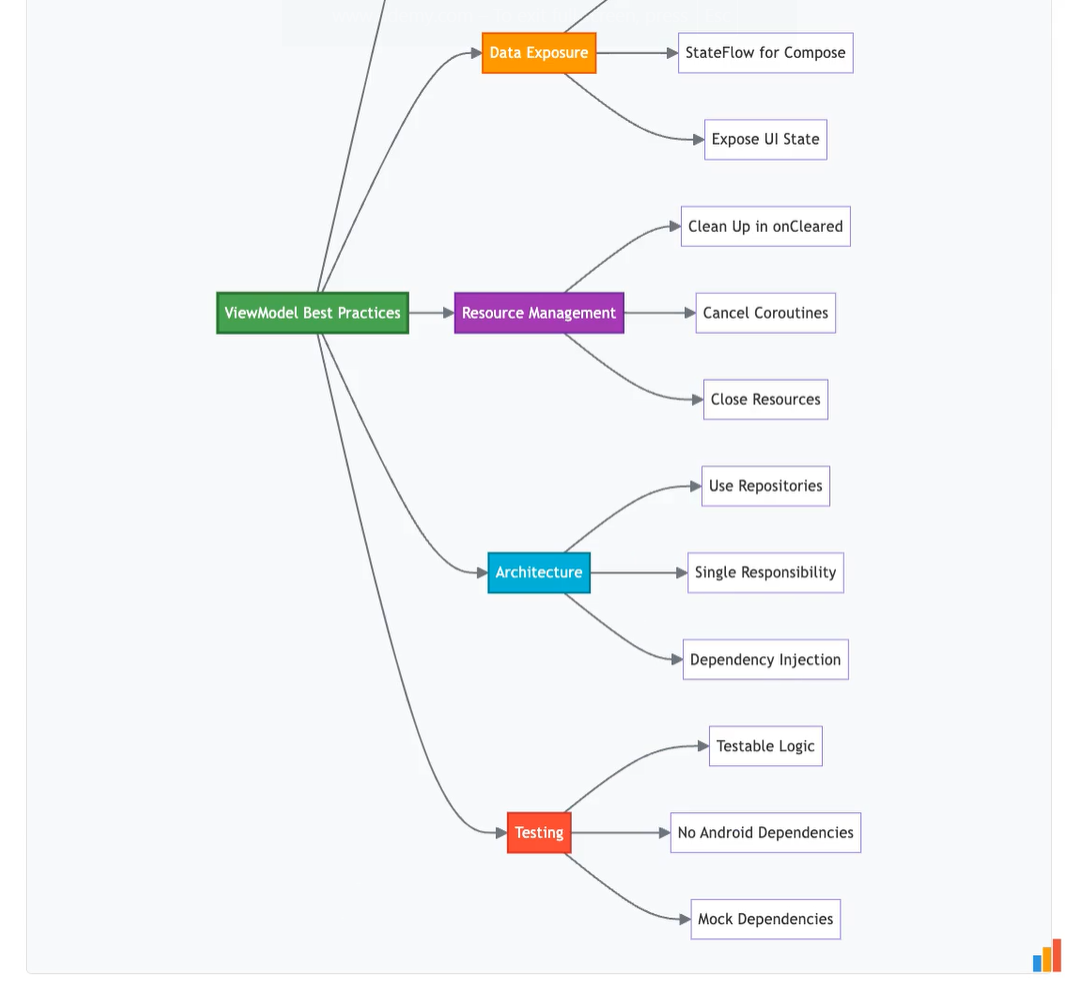 Data Exposure
StateFlow for Compose
Expose UI State
Clean Up in onCleared
ViewModel Best Practices
Resource Management
Cancel Coroutines
Close Resources
Use Repositories
Architecture
Single Responsibility
Dependency Injection
Testable Logic
Testing
No Android Dependencies
Mock Dependencies